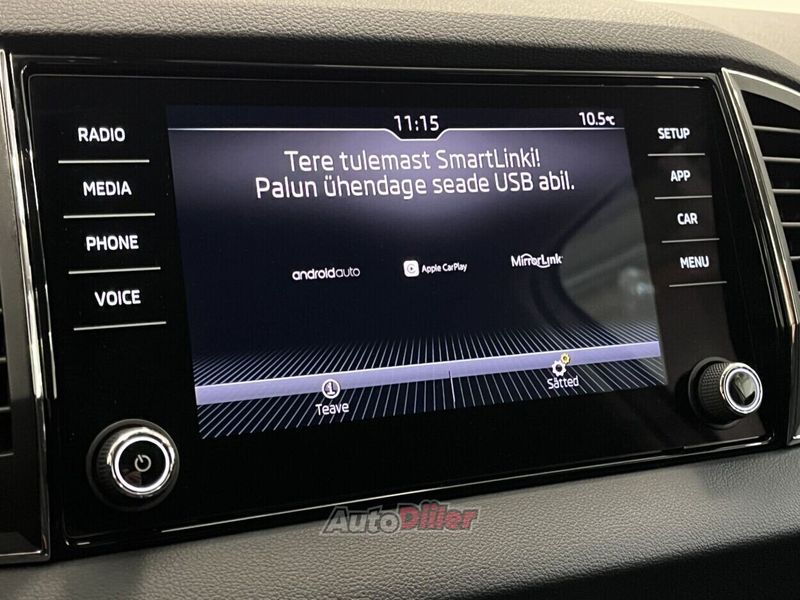 RADIO
MEDIA
PHONE
VOICE
11:15
10.5°C
Tere tulemast SmartLinki!
Palun ühendage seade USB abil.
androidauto
Apple CarPlay
MirrorLink
Teave
Sätted
SETUP
APP
CAR
MENU
AutoDiller